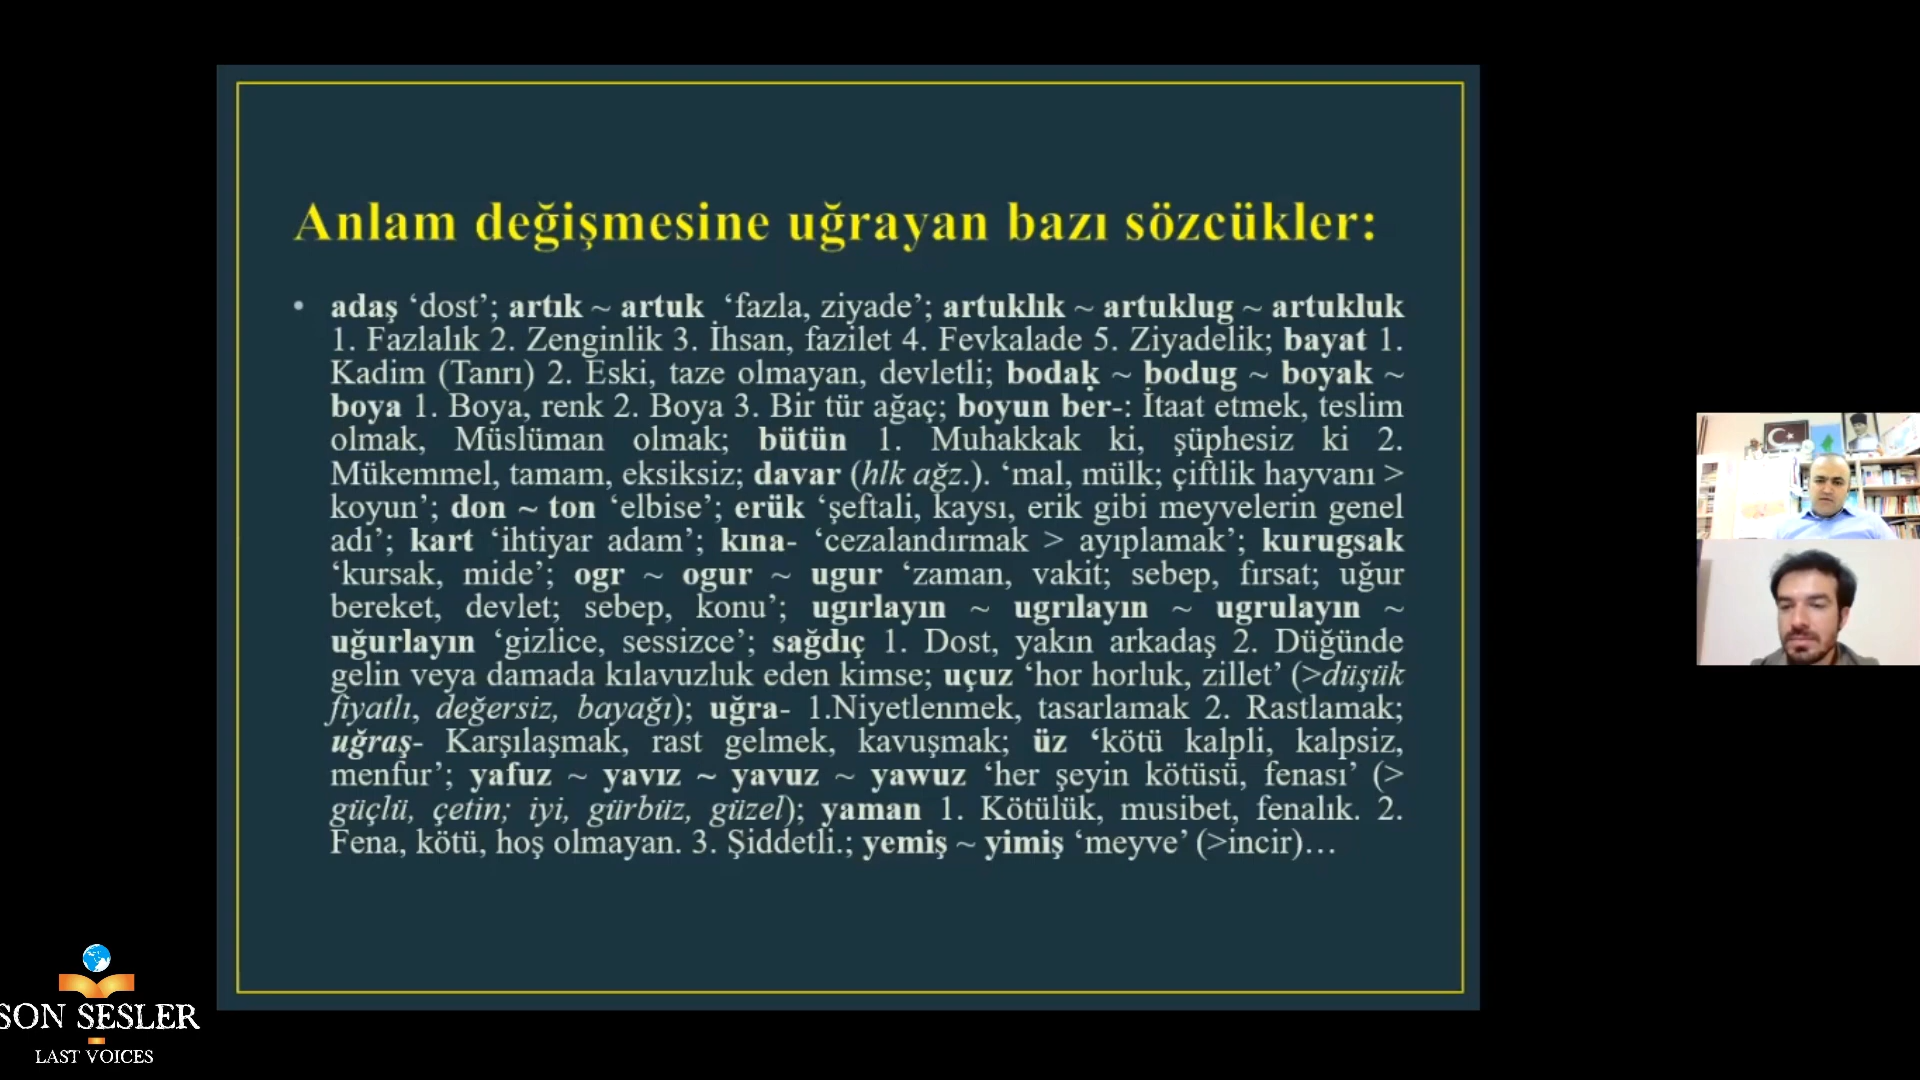 Anlam değişmesine uğrayan bazı sözcükler:
• adaş ‘dost’; artık ~ artuk ‘fazla, ziyade’; artuklık ~ artuklug ~ artukluk
1. Fazlalık 2. Zenginlik 3. İhsan, fazilet 4. Fevkalade 5. Ziyadelik; bayat 1.
Kadim (Tanrı) 2. Eski, taze olmayan, devletli; bodaḳ ~ bodug ~ boyak ~
boya 1. Boya, renk 2. Boya 3. Bir tür ağaç; boyun ber-: İtaat etmek, teslim
olmak, Müslüman olmak; bütün 1. Muhakkak ki, şüphesiz ki 2.
Mükemmel, tamam, eksiksiz; davar (hlk ağz.). ‘mal, mülk; çiftlik hayvanı >
koyun’; don ~ ton ‘elbise’; erük ‘şeftali, kaysı, erik gibi meyvelerin genel
adı’; kart ‘ihtiyar adam’; kına- ‘cezalandırmak > ayıplamak’; kurugsak
‘kursak, mide’; ogr ~ ogur ~ ugur ‘zaman, vakit; sebep, fırsat; uğur
bereket, devlet; sebep, konu’; ugırlayın ~ ugrılayın ~ ugrulayın ~
uğurlayın ‘gizlice, sessizce’; sağdıç 1. Dost, yakın arkadaş 2. Düğünde
gelin veya damada kılavuzluk eden kimse; uçuz ‘hor horluk, zillet’ (>düşük
fiyatlı, değersiz, bayağı); uğra- 1.Niyetlenmek, tasarlamak 2. Rastlamak;
uğraş- Karşılaşmak, rast gelmek, kavuşmak; üz ‘kötü kalpli, kalpsiz,
menfur’; yafuz ~ yavız ~ yavuz ~ yawuz ‘her şeyin kötüsü, fenası’ (>
güçlü, çetin; iyi, gürbüz, güzel); yaman 1. Kötülük, musibet, fenalık. 2.
Fena, kötü, hoş olmayan. 3. Şiddetli.; yemiş ~ yimiş ‘meyve’ (>incir)…
SON SESLER
LAST VOICES